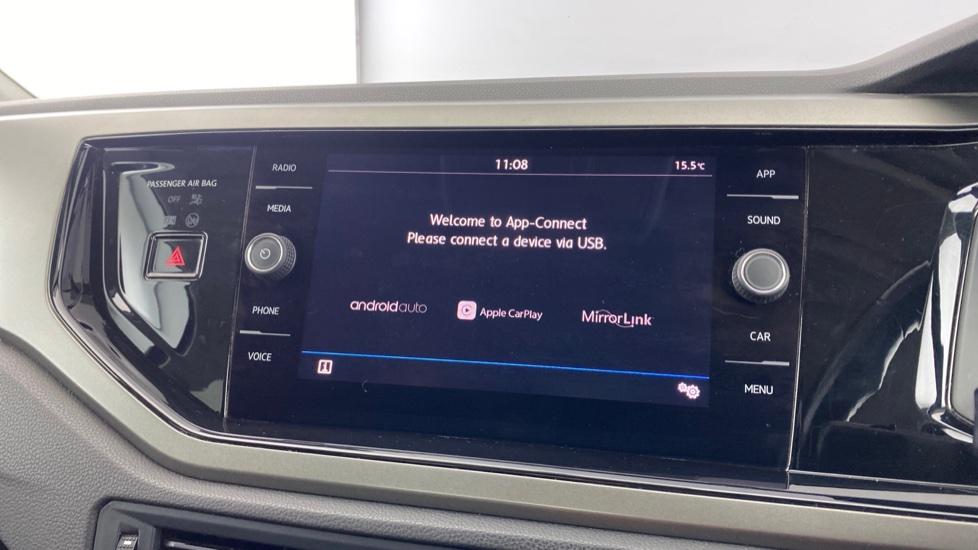 PASSENGER AIR BAG
OFF
RADIO
MEDIA
PHONE
VOICE
11:08
15.5°C
Welcome to App-Connect
Please connect a device via USB.
androidauto
Apple CarPlay
MirrorLink
APP
SOUND
CAR
MENU